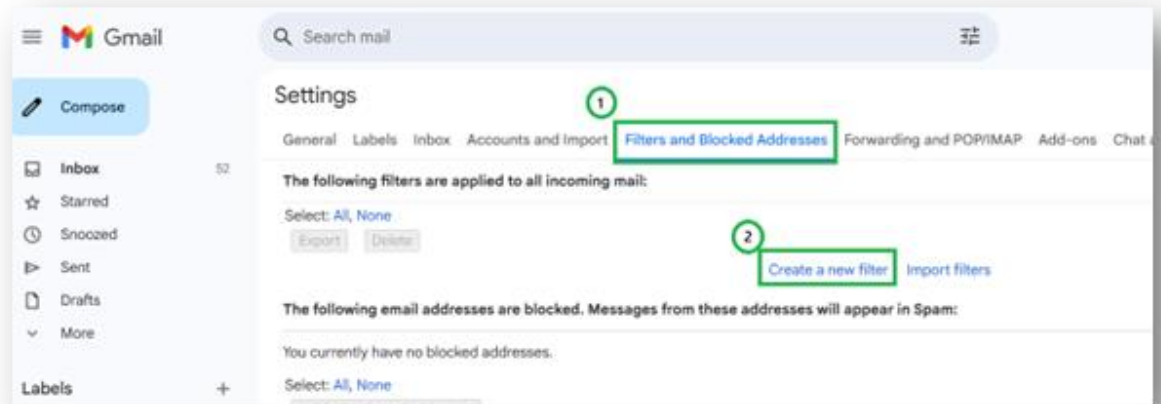 Gmail
Search mail
Compose
Settings
1
General Labels Inbox Accounts and Import Filters and Blocked Addresses Forwarding and POP/IMAP Add-ons Chat
Inbox 52
The following filters are applied to all incoming mail:
Starred
Select: All, None
Snoozed
Export Delete
2
Sent
Create a new filter Import filters
Drafts
The following email addresses are blocked. Messages from these addresses will appear in Spam:
More
You currently have no blocked addresses.
Labels
Select: All, None